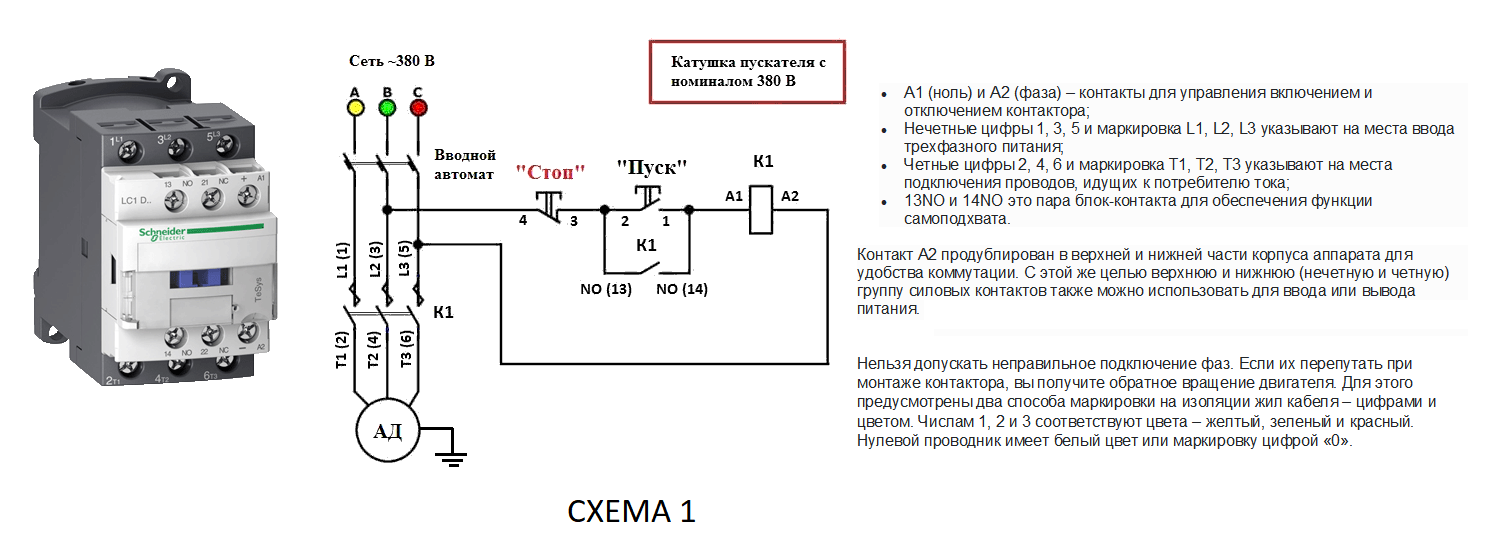 Сеть ~380 В
Катушка пускателя с
номиналом 380 В
A
B
C
Вводной
автомат
"Стоп"
"Пуск"
K1
4
3
2
1
A1
A2
K1
NO (13)
NO (14)
L1 (1)
L2 (3)
L3 (5)
K1
T1 (2)
T2 (4)
T3 (6)
АД
СХЕМА 1
1L1
3L2
5L3
13
NO
21
NC
+
A1
LC1 D..
Schneider
Electric
TeSys
14
NO
22
NC
–
A2
2T1
4T2
6T3
• А1 (ноль) и А2 (фаза) – контакты для управления включением и
отключением контактора;
• Нечетные цифры 1, 3, 5 и маркировка L1, L2, L3 указывают на места ввода
трехфазного питания;
• Четные цифры 2, 4, 6 и маркировка T1, T2, T3 указывают на места
подключения проводов, идущих к потребителю тока;
• 13NO и 14NO это пара блок-контакта для обеспечения функции
самоподхвата.
Контакт А2 продублирован в верхней и нижней части корпуса аппарата для
удобства коммутации. С этой же целью верхнюю и нижнюю (нечетную и четную)
группу силовых контактов также можно использовать для ввода или вывода
питания.
Нельзя допускать неправильное подключение фаз. Если их перепутать при
монтаже контактора, вы получите обратное вращение двигателя. Для этого
предусмотрены два способа маркировки на изоляции жил кабеля – цифрами и
цветом. Числам 1, 2 и 3 соответствуют цвета – желтый, зеленый и красный.
Нулевой проводник имеет белый цвет или маркировку цифрой «0».